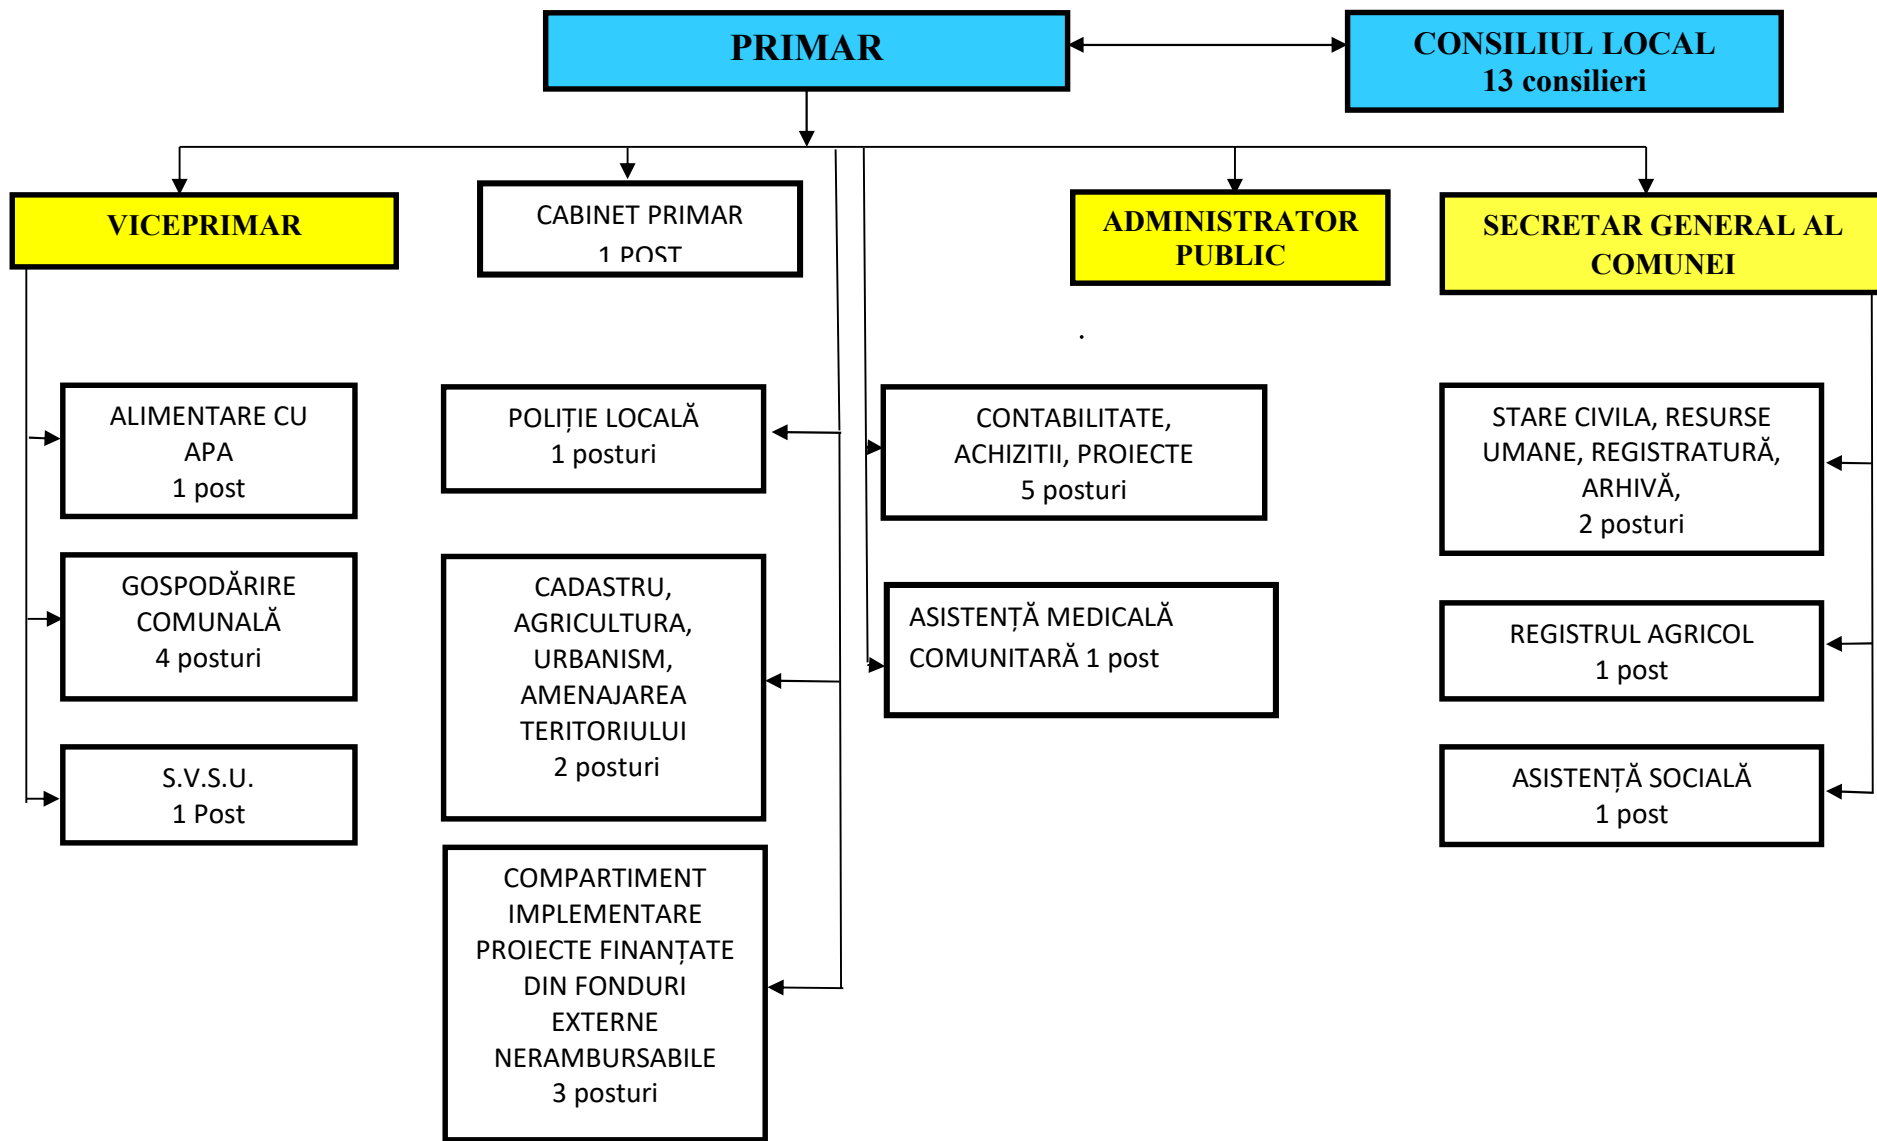 PRIMAR
CONSILIUL LOCAL
13 consilieri
VICEPRIMAR
CABINET PRIMAR
1 POST
ADMINISTRATOR
PUBLIC
SECRETAR GENERAL AL
COMUNEI
.
ALIMENTARE CU
APA
1 post
GOSPODĂRIRE
COMUNALĂ
4 posturi
S.V.S.U.
1 Post
POLIȚIE LOCALĂ
1 posturi
CADASTRU,
AGRICULTURA,
URBANISM,
AMENAJAREA
TERITORIULUI
2 posturi
COMPARTIMENT
IMPLEMENTARE
PROIECTE FINANȚATE
DIN FONDURI
EXTERNE
NERAMBURSABILE
3 posturi
CONTABILITATE,
ACHIZITII, PROIECTE
5 posturi
ASISTENȚĂ MEDICALĂ
COMUNITARĂ 1 post
STARE CIVILA, RESURSE
UMANE, REGISTRATURĂ,
ARHIVĂ,
2 posturi
REGISTRUL AGRICOL
1 post
ASISTENȚĂ SOCIALĂ
1 post